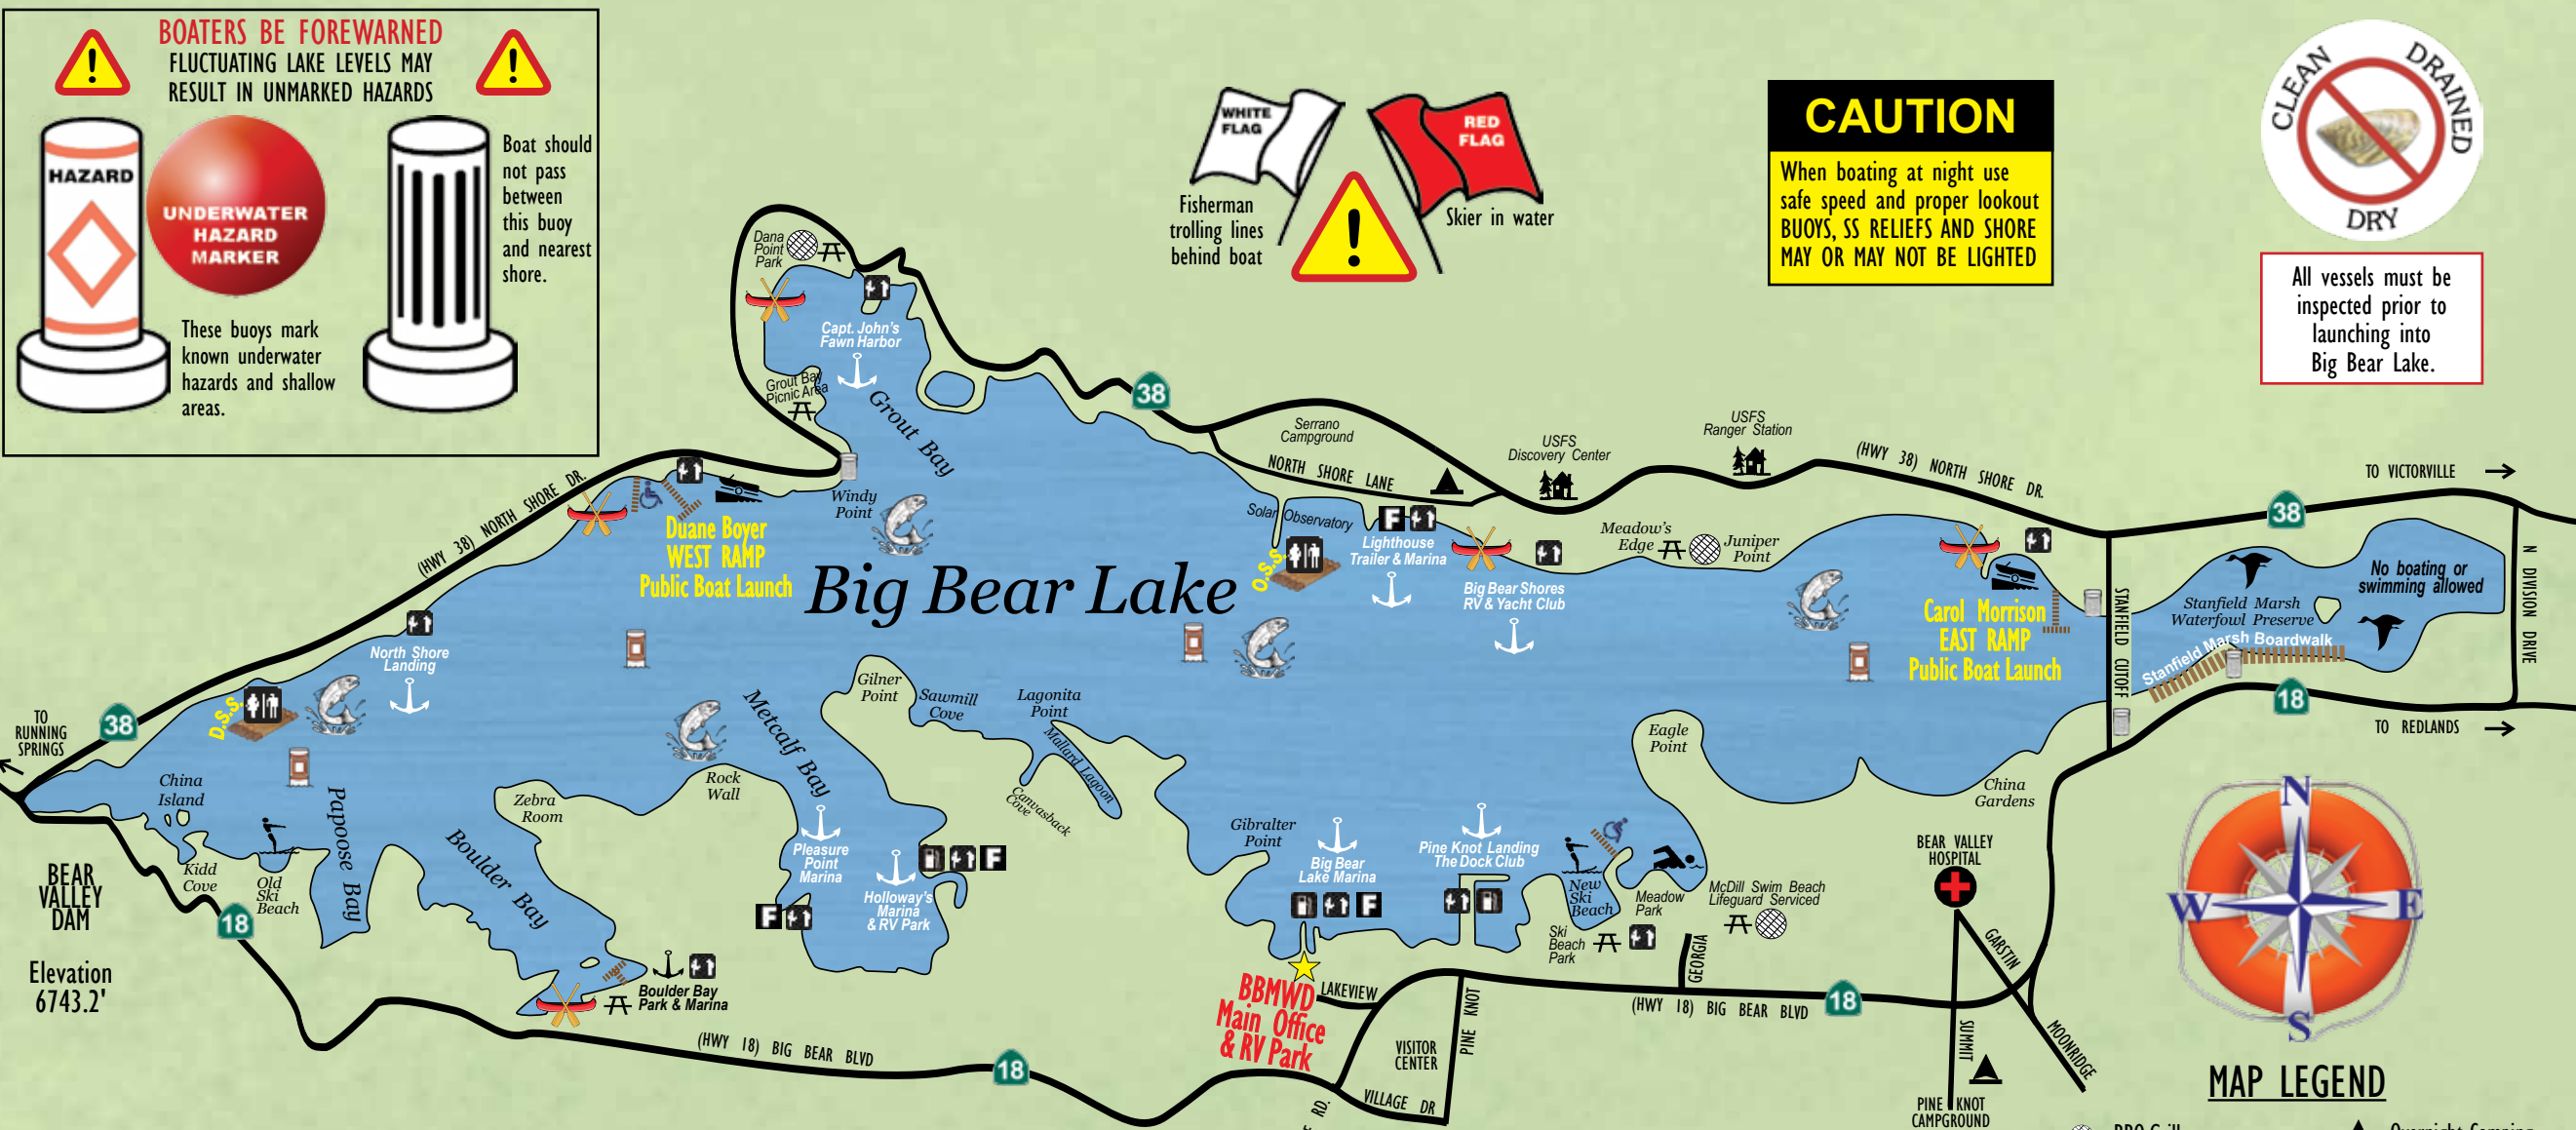 BOATERS BE FOREWARNED
FLUCTUATING LAKE LEVELS MAY
RESULT IN UNMARKED HAZARDS
HAZARD
UNDERWATER
HAZARD
MARKER
These buoys mark
known underwater
hazards and shallow
areas.
Boat should
not pass
between
this buoy
and nearest
shore.
WHITE
FLAG
RED
FLAG
Fisherman
trolling lines
behind boat
Skier in water
CAUTION
When boating at night use
safe speed and proper lookout
BUOYS, SS RELIEFS AND SHORE
MAY OR MAY NOT BE LIGHTED
CLEAN
DRAINED
DRY
All vessels must be
inspected prior to
launching into
Big Bear Lake.
Dana
Point
Park
Capt. John's
Fawn Harbor
Grout Bay
Picnic Area
Grout Bay
38
Serrano
Campground
NORTH SHORE LANE
USFS
Discovery Center
USFS
Ranger Station
(HWY 38) NORTH SHORE DR.
TO VICTORVILLE
38
(HWY 38) NORTH SHORE DR.
Windy
Point
Duane Boyer
WEST RAMP
Public Boat Launch
Big Bear Lake
Solar Observatory
D.S.S.
F
Lighthouse
Trailer & Marina
Big Bear Shores
RV & Yacht Club
Meadow's
Edge
Juniper
Point
Carol Morrison
EAST RAMP
Public Boat Launch
STANFIELD CUTOFF
Stanfield Marsh
Waterfowl Preserve
No boating or
swimming allowed
Stanfield Marsh Boardwalk
N DIVISION DRIVE
18
TO REDLANDS
North Shore
Landing
D.S.S.
TO
RUNNING
SPRINGS
38
China
Island
Kidd
Cove
Old
Ski
Beach
Papoose Bay
Boulder Bay
Zebra
Room
Rock
Wall
Metcalf Bay
Gilner
Point
Sawmill
Cove
Lagonita
Point
Mallard Lagoon
Canvasback
Cove
Pleasure
Point
Marina
F
Holloway's
Marina
& RV Park
F
Gibralter
Point
Big Bear
Lake Marina
F
Pine Knot Landing
The Dock Club
New
Ski
Beach
Eagle
Point
Meadow
Park
McDill Swim Beach
Lifeguard Serviced
Ski
Beach
Park
China
Gardens
BEAR VALLEY
HOSPITAL
BEAR
VALLEY
DAM
Elevation
6743.2'
18
Boulder Bay
Park & Marina
(HWY 18) BIG BEAR BLVD
18
BBMWD
Main Office
& RV Park
LAKEVIEW
VISITOR
CENTER
PINE KNOT
VILLAGE DR
RD.
GEORGIA
(HWY 18) BIG BEAR BLVD
18
GARSTIN
SUMMIT
MOONRIDGE
PINE KNOT
CAMPGROUND
N
W
E
S
MAP LEGEND